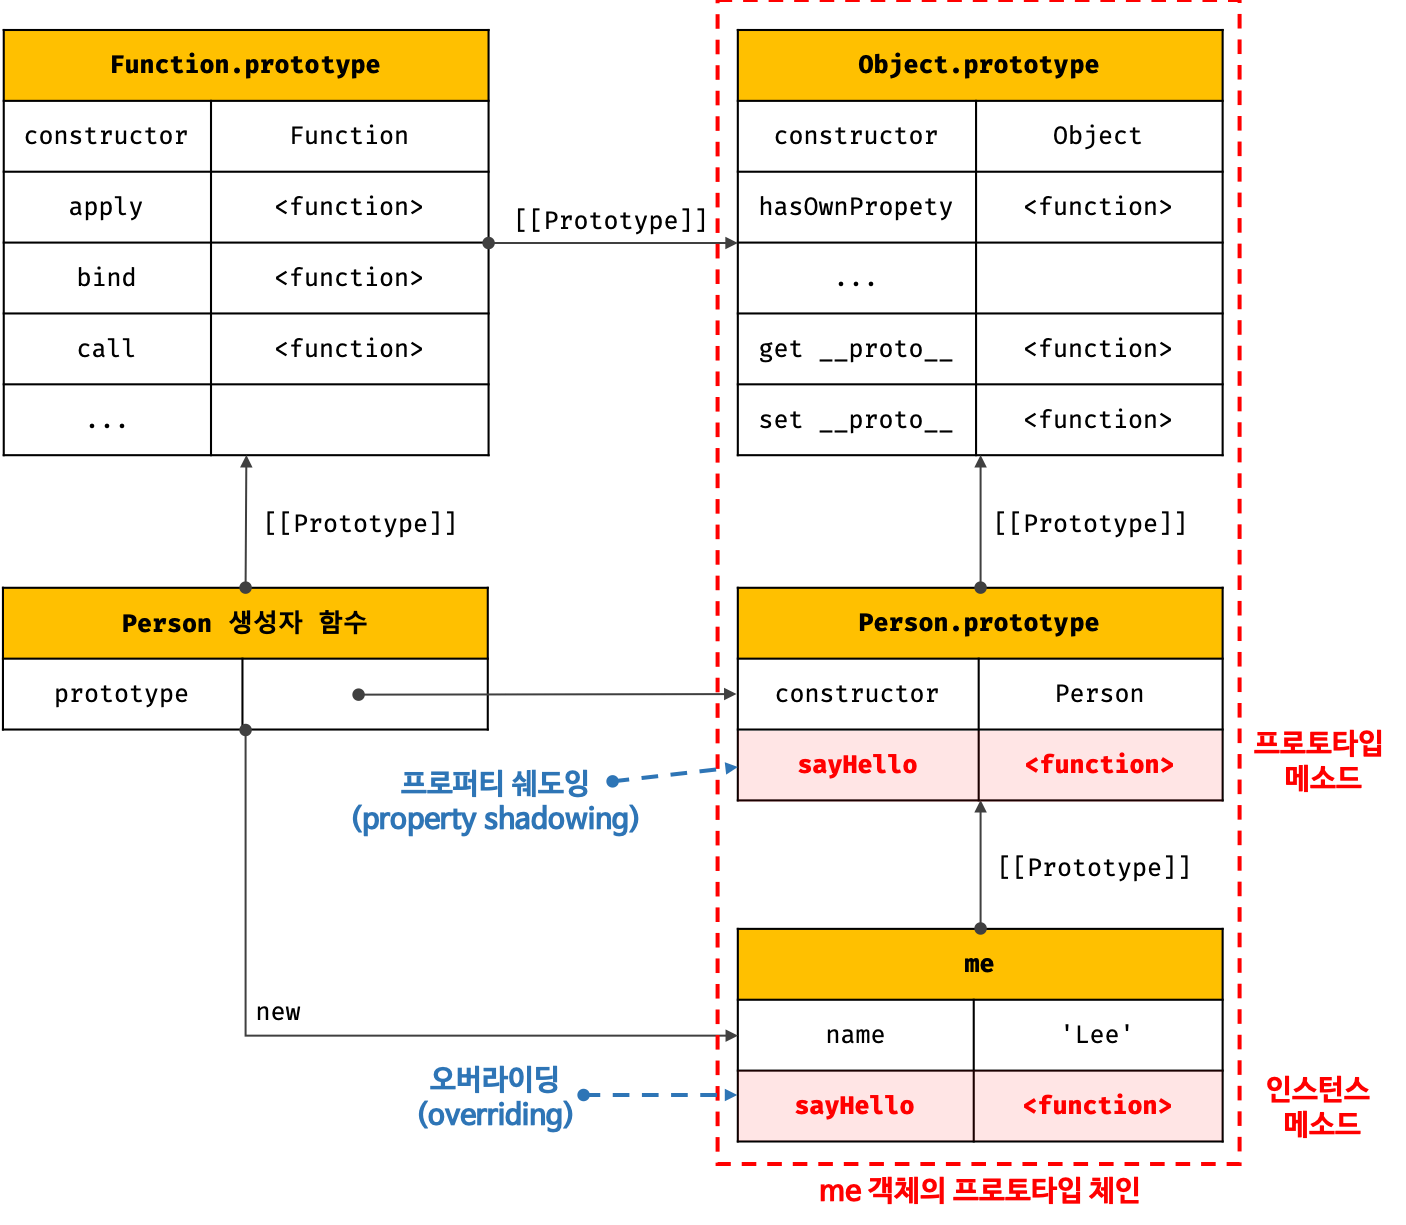 Function.prototype
constructor Function
apply <function>
bind <function>
call <function>
...
[[Prototype]]
Object.prototype
constructor Object
hasOwnPropety <function>
...
get __proto__ <function>
set __proto__ <function>
[[Prototype]]
[[Prototype]]
Person 생성자 함수
prototype
Person.prototype
constructor Person
sayHello <function>
프로토타입
메소드
프로퍼티 쉐도잉
(property shadowing)
[[Prototype]]
new
me
name 'Lee'
sayHello <function>
오버라이딩
(overriding)
인스턴스
메소드
me 객체의 프로토타입 체인